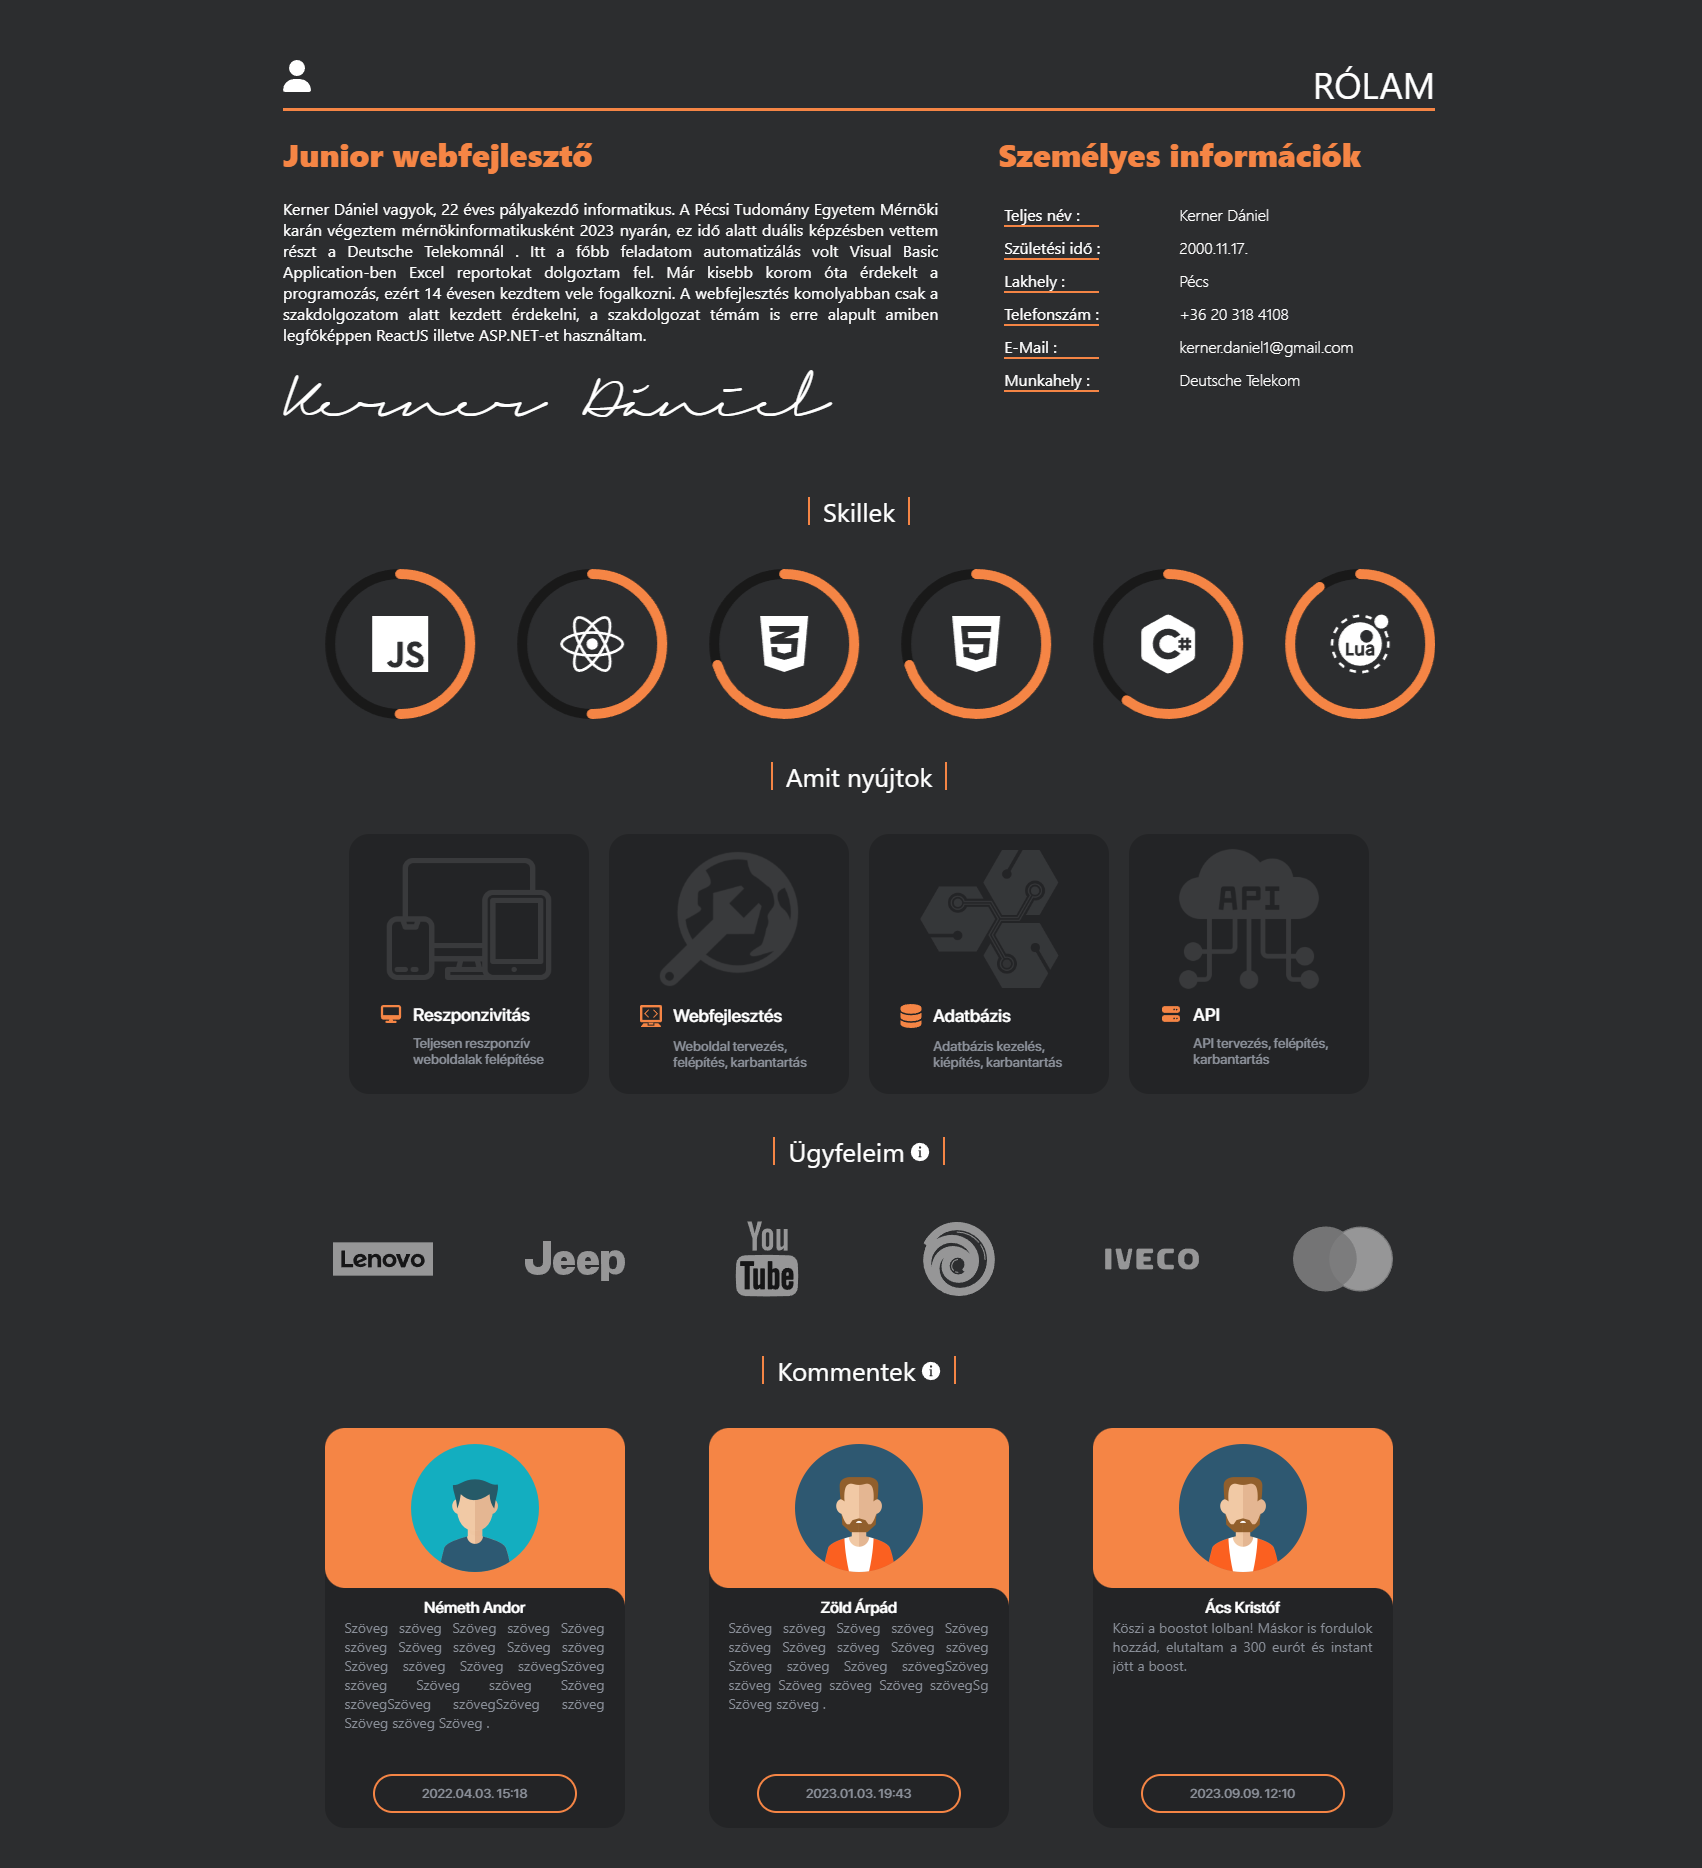 RÓLAM
Junior webfejlesztő
Kerner Dániel vagyok, 22 éves pályakezdő informatikus. A Pécsi Tudomány Egyetem Mérnöki
karán végeztem mérnökinformatikusként 2023 nyarán, ez idő alatt duális képzésben vettem
részt a Deutsche Telekomnál . Itt a főbb feladatom automatizálás volt Visual Basic
Application-ben Excel reportokat dolgoztam fel. Már kisebb korom óta érdekelt a
programozás, ezért 14 évesen kezdtem vele fogalkozni. A webfejlesztés komolyabban csak a
szakdolgozatom alatt kezdett érdekelni, a szakdolgozat témám is erre alapult amiben
legfőképpen ReactJS illetve ASP.NET-et használtam.
Kerner Dániel
Személyes információk
Teljes név : Kerner Dániel
Születési idő : 2000.11.17.
Lakhely : Pécs
Telefonszám : +36 20 318 4108
E-Mail : kerner.daniel1@gmail.com
Munkahely : Deutsche Telekom
Skillek
JS
3
5
C#
Lua
Amit nyújtok
Reszponzivitás
Teljesen reszponzív
weboldalak felépítése
Webfejlesztés
Weboldal tervezés,
felépítés, karbantartás
Adatbázis
Adatbázis kezelés,
kiépítés, karbantartás
API
API
API tervezés, felépítés,
karbantartás
Ügyfeleim
Lenovo
Jeep
You
Tube
IVECO
Kommentek
Németh Andor
Szöveg szöveg Szöveg szöveg Szöveg
szöveg Szöveg szöveg Szöveg szöveg
Szöveg szöveg Szöveg szövegSzöveg
szöveg Szöveg szöveg Szöveg
szövegSzöveg szövegSzöveg szöveg
Szöveg szöveg Szöveg .
2022.04.03. 15:18
Zöld Árpád
Szöveg szöveg Szöveg szöveg Szöveg
szöveg Szöveg szöveg Szöveg szöveg
Szöveg szöveg Szöveg szövegSzöveg
szöveg Szöveg szöveg Szöveg szövegSg
Szöveg szöveg .
2023.01.03. 19:43
Ács Kristóf
Köszi a boostot lolban! Máskor is fordulok
hozzád, elutaltam a 300 eurót és instant
jött a boost.
2023.09.09. 12:10